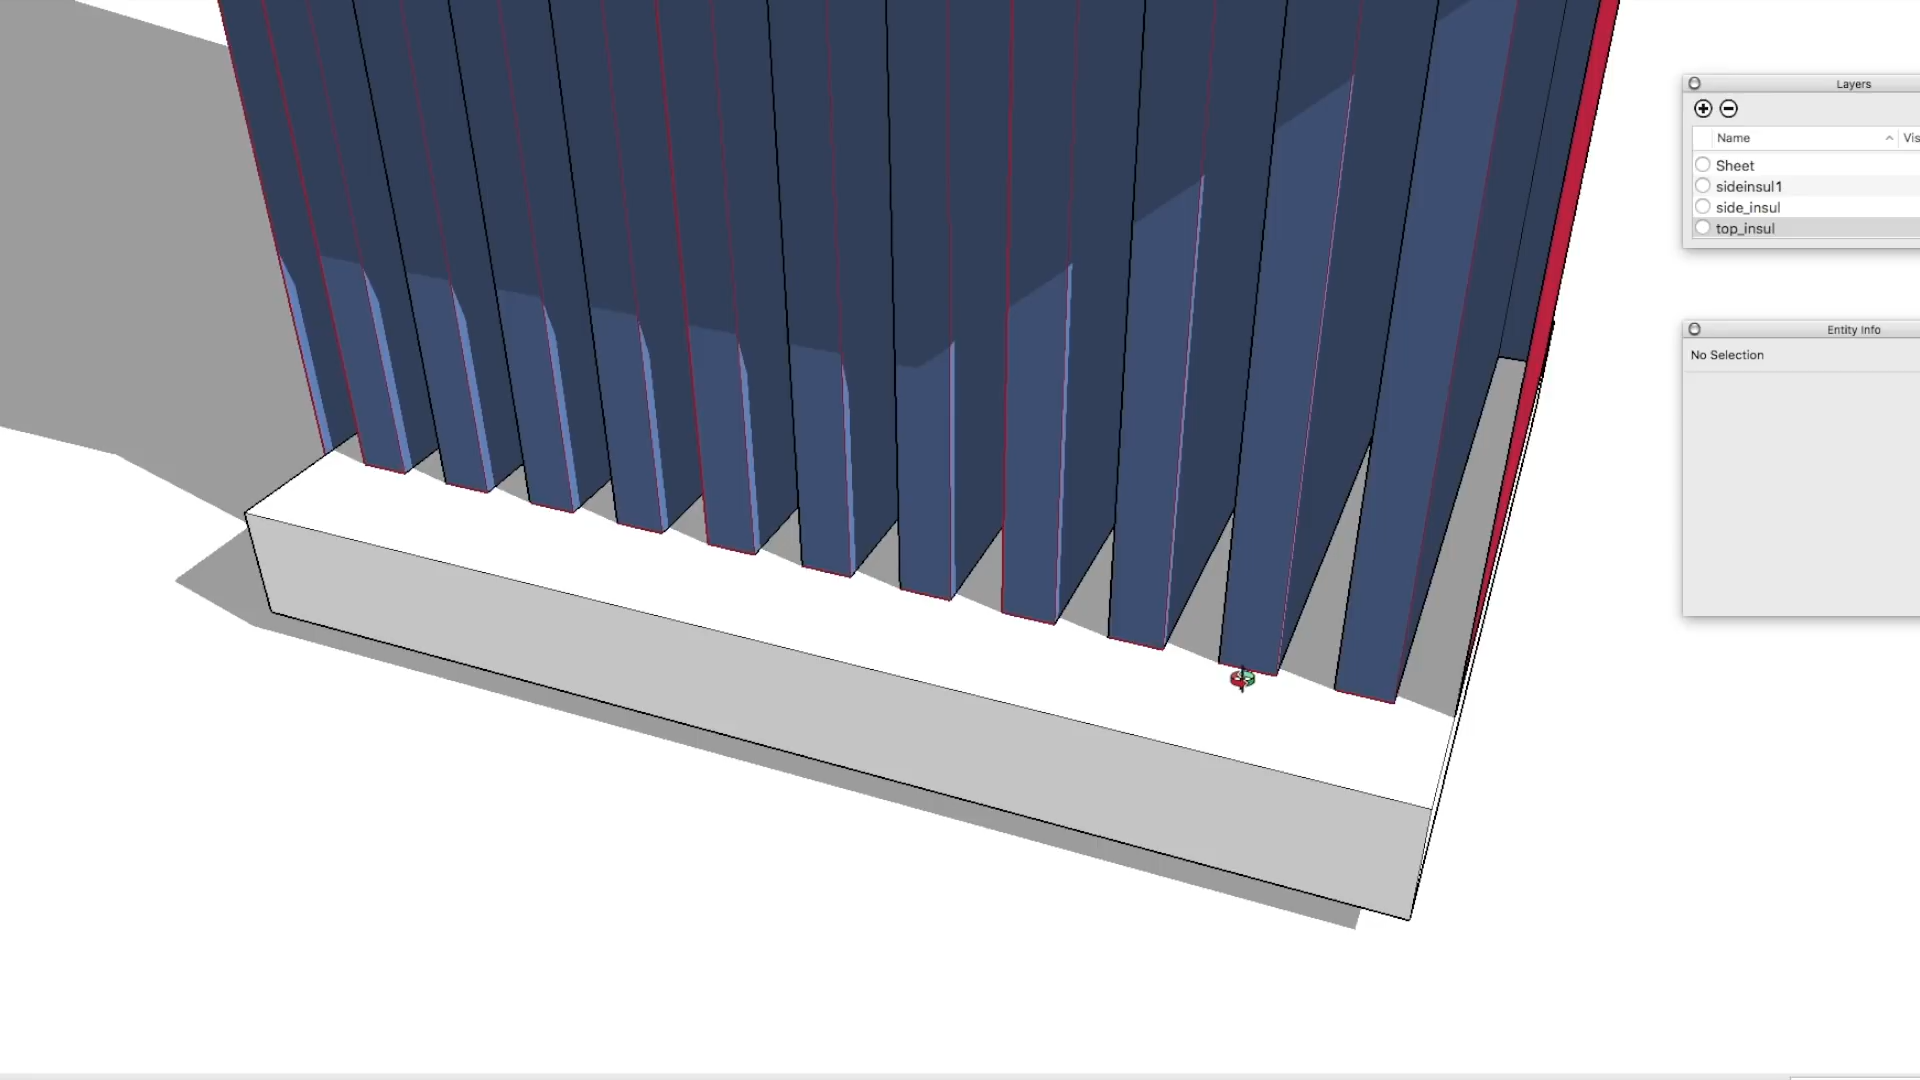 Layers
Name
Vis
Sheet
sideinsul1
side_insul
top_insul
Entity Info
No Selection